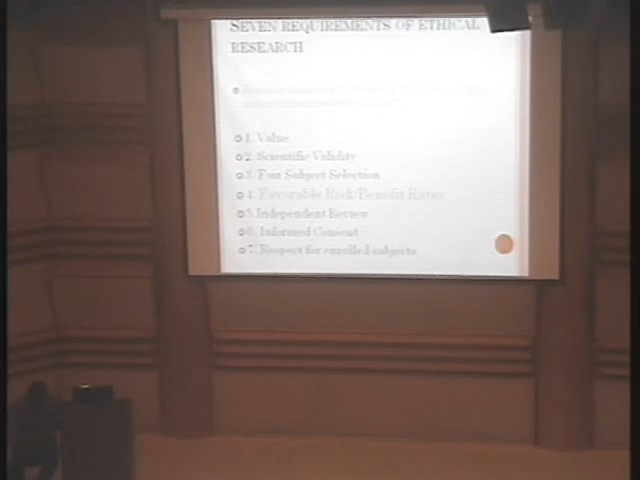 SEVEN REQUIREMENTS OF ETHICAL
RESEARCH
1. Value
2. Scientific Validity
3. Fair Subject Selection
4. Favorable Risk/Benefit Ratio
5. Independent Review
6. Informed Consent
7. Respect for enrolled subjects